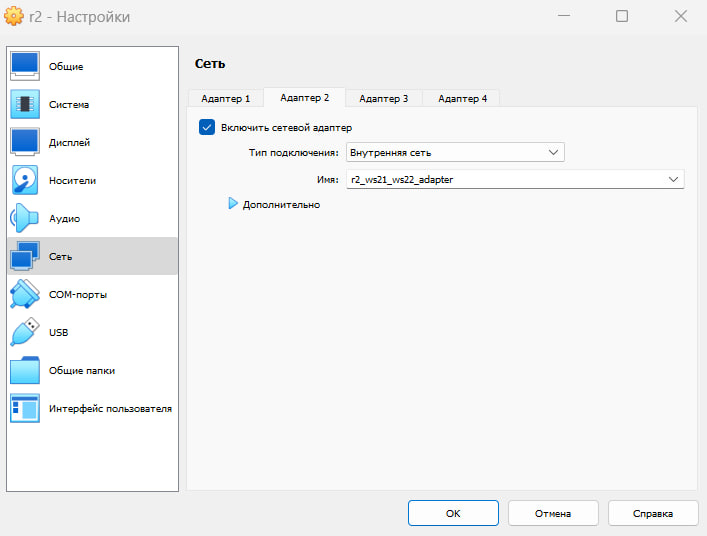 r2 - Настройки
Общие
Система
Дисплей
Носители
Аудио
Сеть
COM-порты
USB
Общие папки
Интерфейс пользователя
Сеть
Адаптер 1 Адаптер 2 Адаптер 3 Адаптер 4
Включить сетевой адаптер
Тип подключения: Внутренняя сеть
Имя: r2_ws21_ws22_adapter
Дополнительно
ОК Отмена Справка